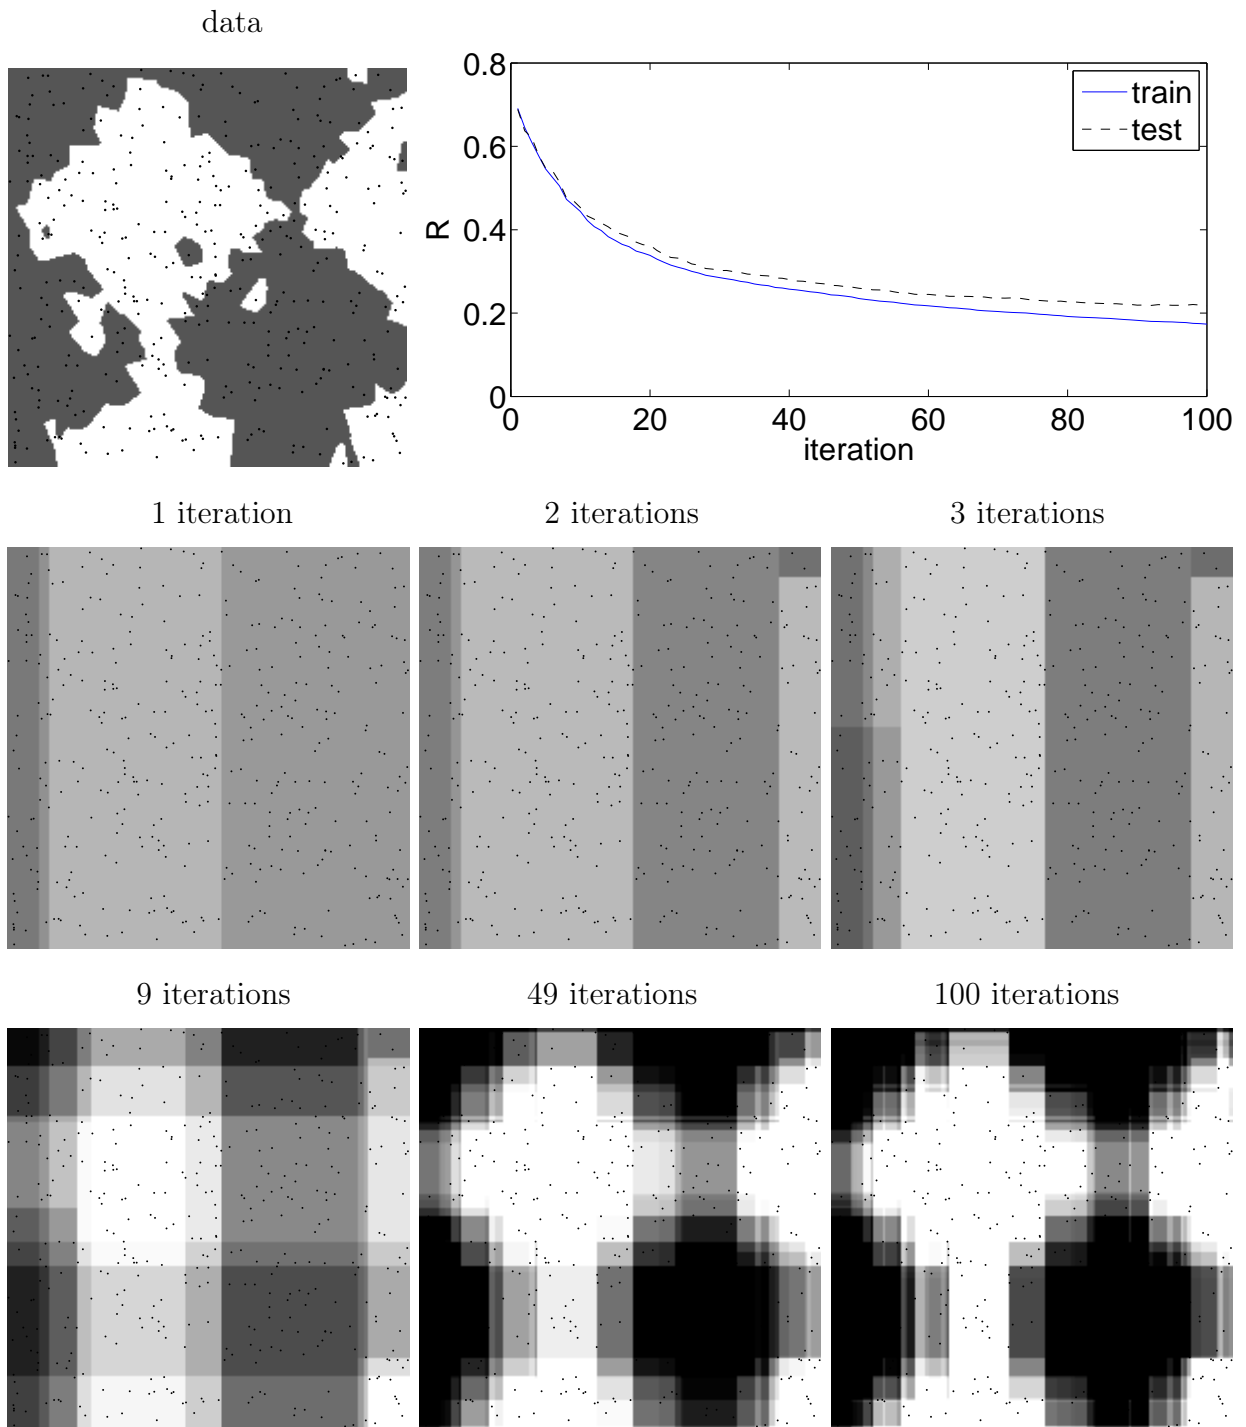 data
0.8
0.6
0.4
0.2
0
R
train
test
0 20 40 60 80 100
iteration
1 iteration 2 iterations 3 iterations
9 iterations 49 iterations 100 iterations